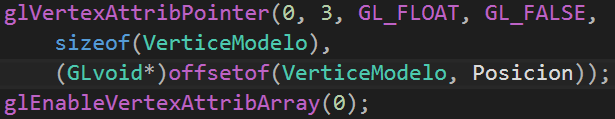 glVertexAttribPointer(0, 3, GL_FLOAT, GL_FALSE,
sizeof(VerticeModelo),
(GLvoid*)offsetof(VerticeModelo, Posicion));
glEnableVertexAttribArray(0);